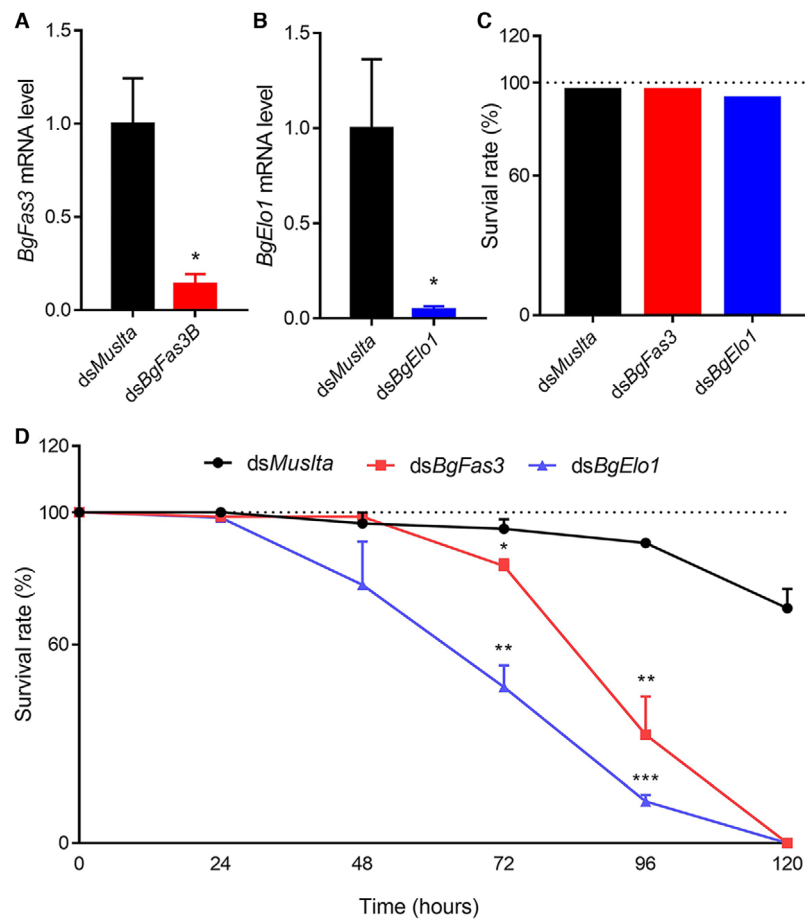 A
BgFas3 mRNA level
1.5
1.0
0.5
0.0
*
dsMuslta
dsBgFas3B
B
BgElo1 mRNA level
1.5
1.0
0.5
0.0
*
dsMuslta
dsBgElo1
C
Survial rate (%)
120
100
60
0
dsMuslta
dsBgFas3
dsBgElo1
D
dsMuslta
dsBgFas3
dsBgElo1
Survival rate (%)
120
100
60
0
*
**
**
***
0 24 48 72 96 120
Time (hours)